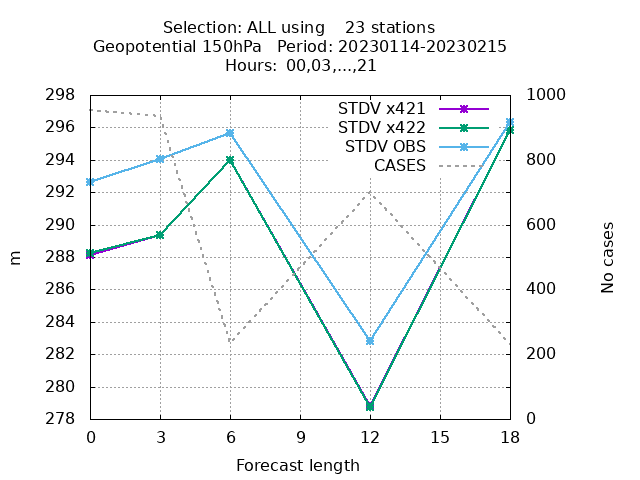 Selection: ALL using    23 stations
Geopotential 150hPa   Period: 20230114-20230215
Hours: 00,03,...,21
298
296
294
292
290
288
286
284
282
280
278
1000
800
600
400
200
0
STDV x421
STDV x422
STDV OBS
CASES
m
No cases
0 3 6 9 12 15 18
Forecast length